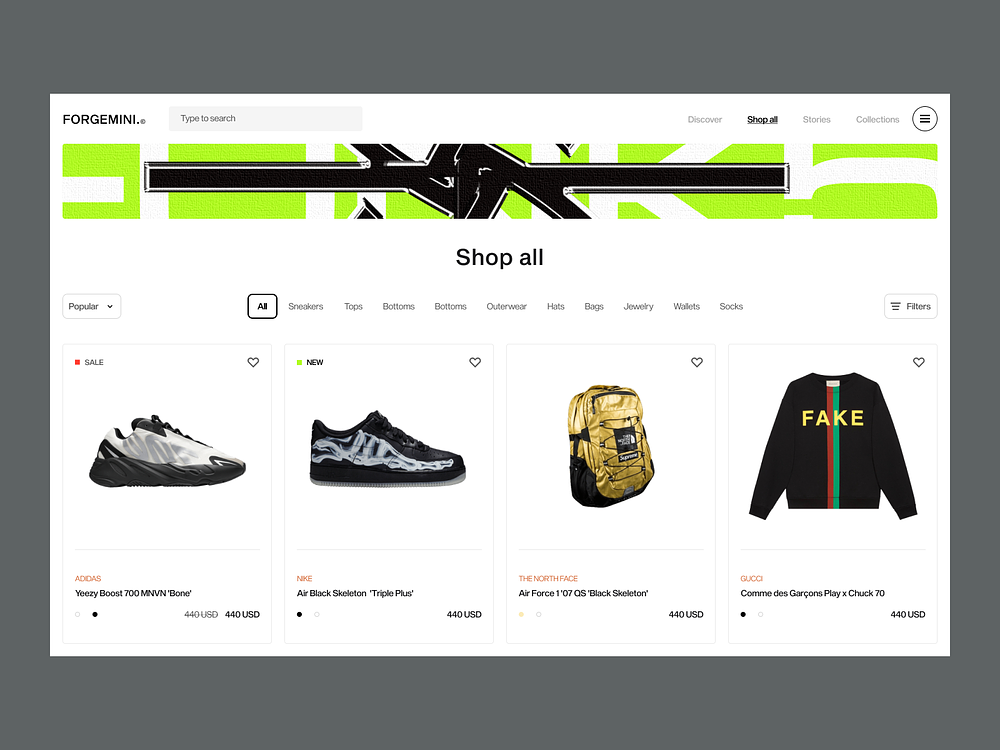 FORGEMINI.©
Type to search
Discover
Shop all
Stories
Collections
Shop all
Popular
All
Sneakers
Tops
Bottoms
Bottoms
Outerwear
Hats
Bags
Jewelry
Wallets
Socks
Filters
SALE
NEW
THE
NORTH
FACE
Supreme
FAKE
ADIDAS
Yeezy Boost 700 MNVN 'Bone'
440 USD 440 USD
NIKE
Air Black Skeleton 'Triple Plus'
440 USD
THE NORTH FACE
Air Force 1 '07 QS 'Black Skeleton'
440 USD
GUCCI
Comme des Garçons Play x Chuck 70
440 USD